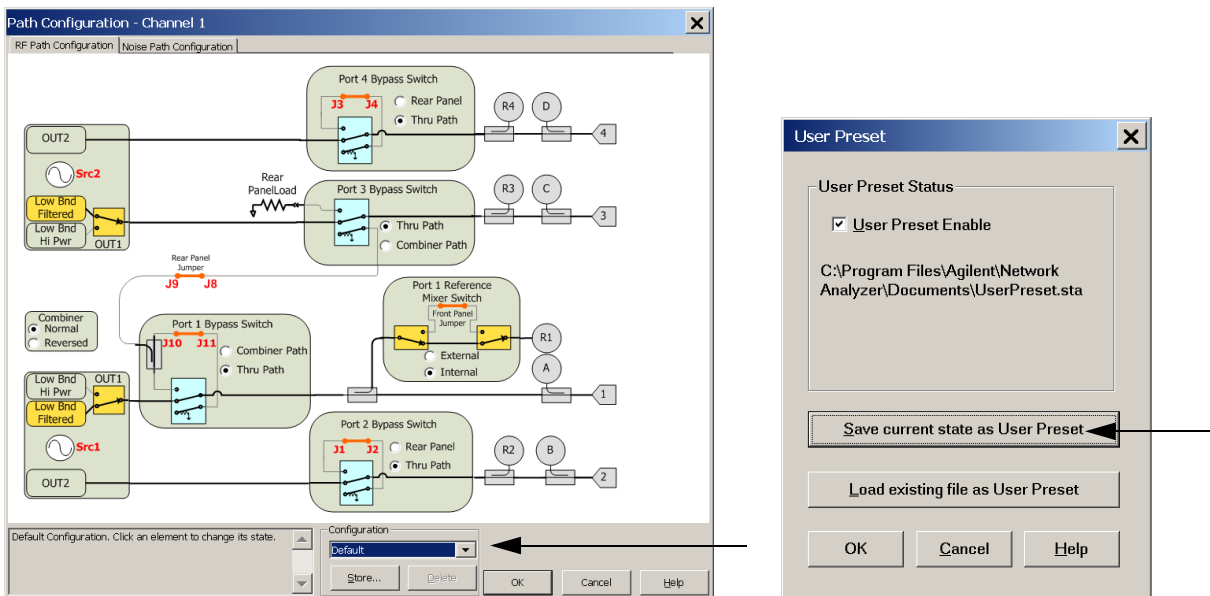 Path Configuration - Channel 1
RF Path Configuration
Noise Path Configuration
Port 4 Bypass Switch
J3 J4
Rear Panel
Thru Path
R4
D
4
OUT2
Src2
Low Bnd
Filtered
Low Bnd
Hi Pwr
OUT1
Rear
PanelLoad
Port 3 Bypass Switch
Thru Path
Combiner Path
R3
C
3
Rear Panel
Jumper
J9 J8
Port 1 Reference
Mixer Switch
Front Panel
Jumper
External
Internal
R1
A
1
Combiner
Normal
Reversed
Port 1 Bypass Switch
J10 J11
Combiner Path
Thru Path
Low Bnd
Hi Pwr
OUT1
Low Bnd
Filtered
Src1
OUT2
Port 2 Bypass Switch
J1 J2
Rear Panel
Thru Path
R2
B
2
Default Configuration. Click an element to change its state.
Configuration
Default
Store...
Delete
OK
Cancel
Help
User Preset
User Preset Status
User Preset Enable
C:\Program Files\Agilent\Network
Analyzer\Documents\UserPreset.sta
Save current state as User Preset
Load existing file as User Preset
OK
Cancel
Help